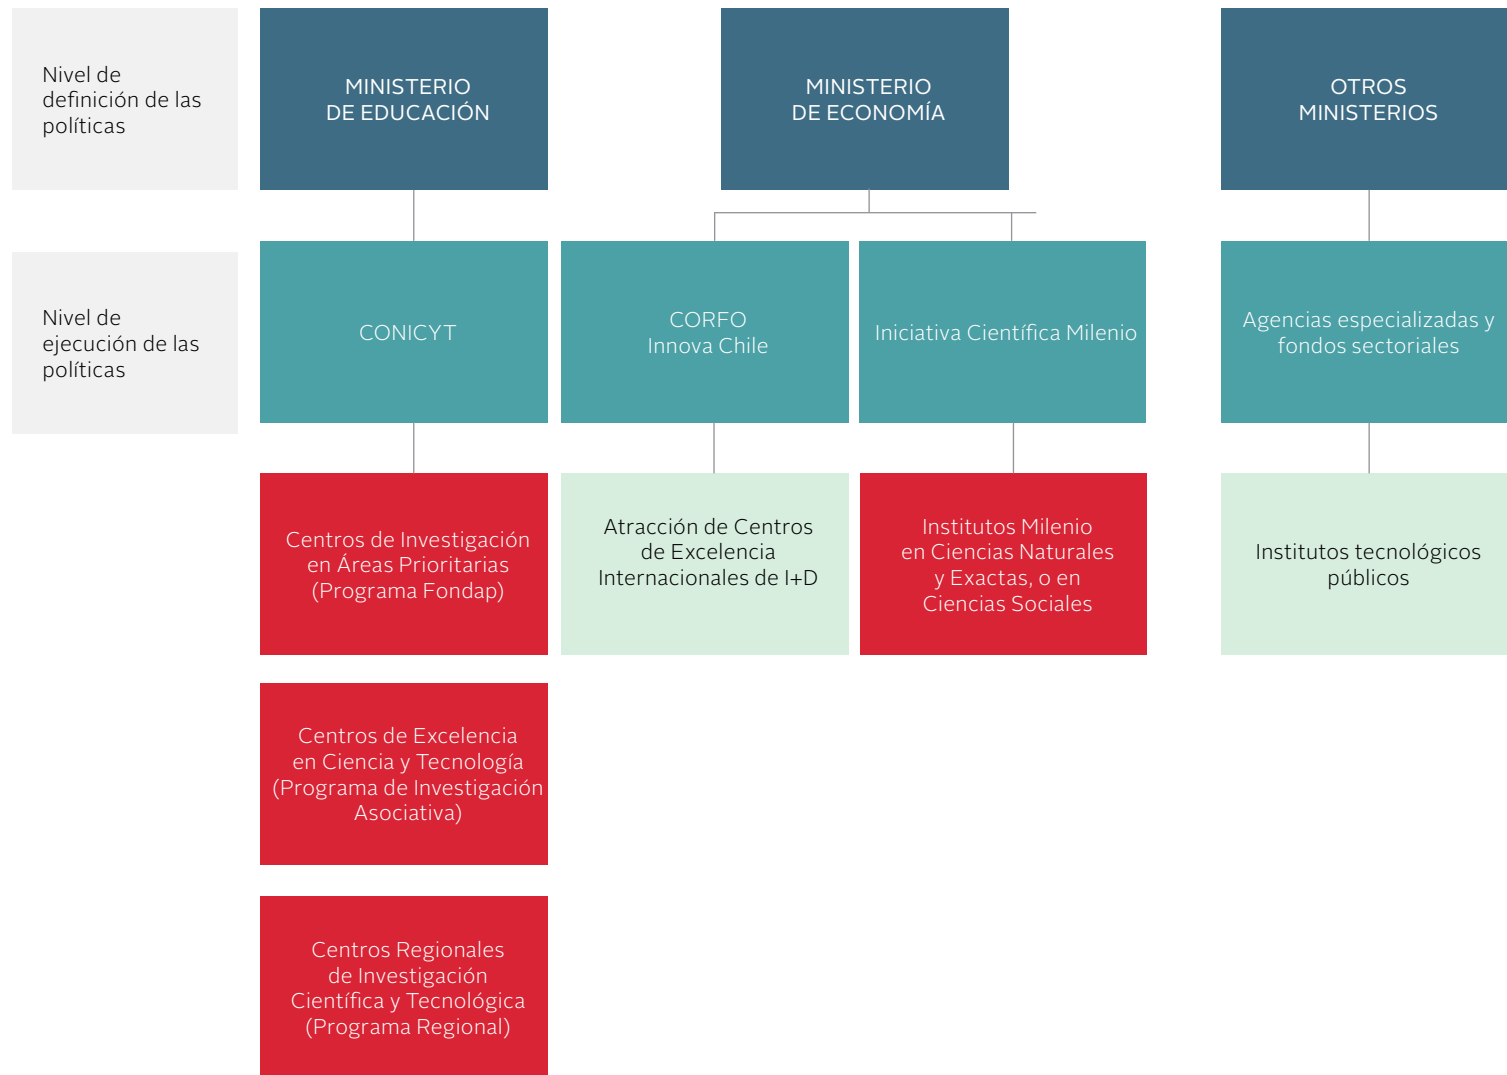 Nivel de
definición de las
políticas
MINISTERIO
DE EDUCACIÓN
MINISTERIO
DE ECONOMÍA
OTROS
MINISTERIOS
Nivel de
ejecución de las
políticas
CONICYT
CORFO
Innova Chile
Iniciativa Científica Milenio
Agencias especializadas y
fondos sectoriales
Centros de Investigación
en Áreas Prioritarias
(Programa Fondap)
Atracción de Centros
de Excelencia
Internacionales de I+D
Institutos Milenio
en Ciencias Naturales
y Exactas, o en
Ciencias Sociales
Institutos tecnológicos
públicos
Centros de Excelencia
en Ciencia y Tecnología
(Programa de Investigación
Asociativa)
Centros Regionales
de Investigación
Científica y Tecnológica
(Programa Regional)